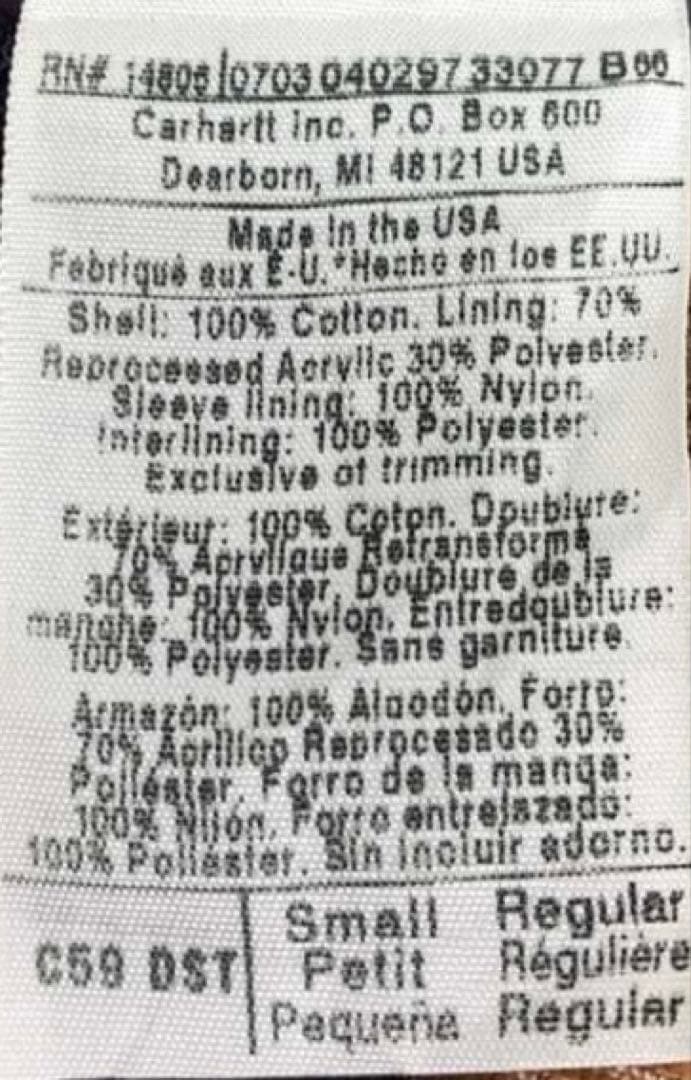 RN# 14806 0703 0402973 3077 B 66
Carhartt Inc. P.O. Box 600
Dearborn, MI 48121 USA
Made in the USA
Fabriqué aux É-U.*Hecho en los EE.UU.
Shell: 100% Cotton. Lining: 70%
Reprocessed Acrylic 30% Polyester.
Sleeve lining: 100% Nylon.
Interlining: 100% Polyester.
Exclusive of trimming.
Extérieur: 100% Coton. Doublure:
70% Acryllque Retransformé
30% Polyester. Doublure de la
manche: 100% Nylon. Entredoublure:
100% Polyester. Sans garniture.
Armazón: 100% Algodón. Forro:
70% Acrílico Reprocesado 30%
Poliéster. Forro de la manga:
100% Nilón. Forro entrelazado:
100% Poliéster. Sin incluir adorno.
C59 DST
Small Regular
Petit Régulière
Pequeña Regular